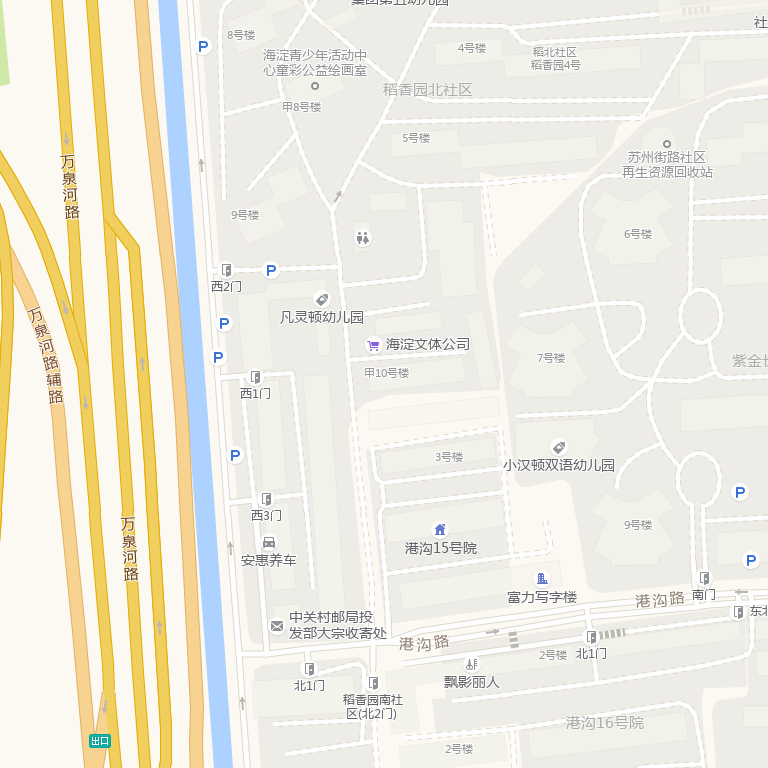 集团第五幼儿园
社
8号楼
P
4号楼
稻北社区
稻香园4号
海淀青少年活动中
心童彩公益绘画室
稻香园北社区
甲8号楼
5号楼
苏州街路社区
再生资源回收站
万泉河路
9号楼
6号楼
西2门
P
凡灵顿幼儿园
P
万泉河路辅路
海淀文体公司
P
7号楼
紫金长
甲10号楼
西1门
P
3号楼
小汉顿双语幼儿园
P
西3门
9号楼
万泉河路
港沟15号院
安惠养车
P
富力写字楼
南门
港沟路
东北
中关村邮局投
发部大宗收寄处
港沟路
2号楼
北1门
北1门
飘影丽人
稻香园南社
区(北2门)
港沟16号院
出口
2号楼